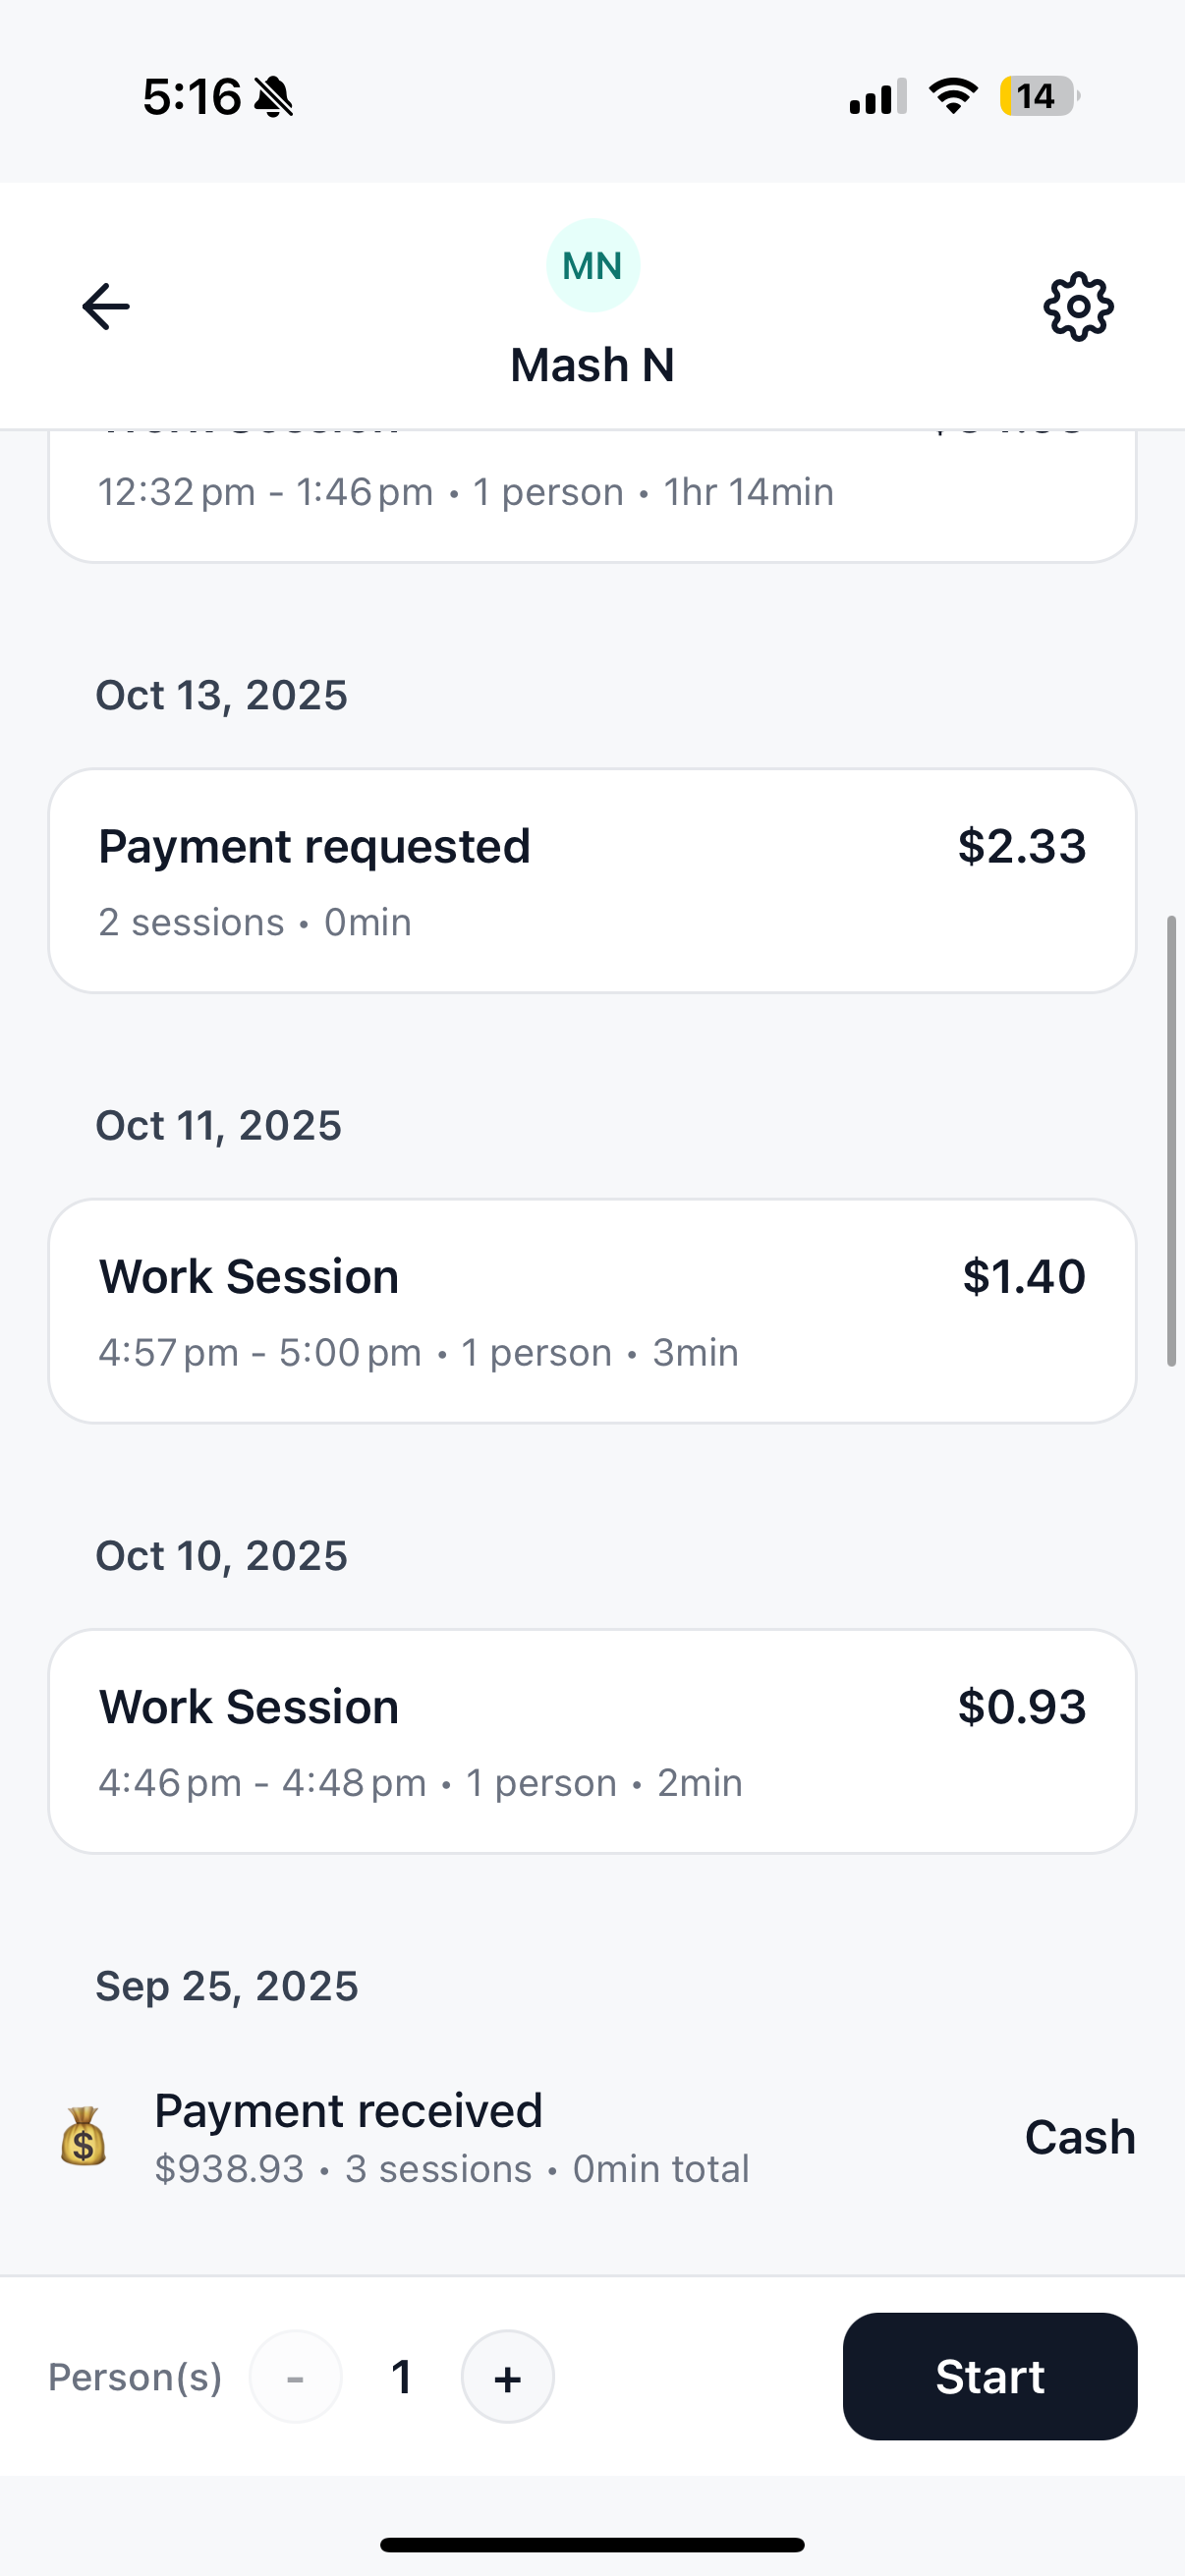 5:16
14
MN
Mash N
12:32 pm - 1:46 pm • 1 person • 1hr 14min
Oct 13, 2025
Payment requested $2.33
2 sessions • 0min
Oct 11, 2025
Work Session $1.40
4:57 pm - 5:00 pm • 1 person • 3min
Oct 10, 2025
Work Session $0.93
4:46 pm - 4:48 pm • 1 person • 2min
Sep 25, 2025
Payment received
Cash
$938.93 • 3 sessions • 0min total
Person(s) - 1 + Start